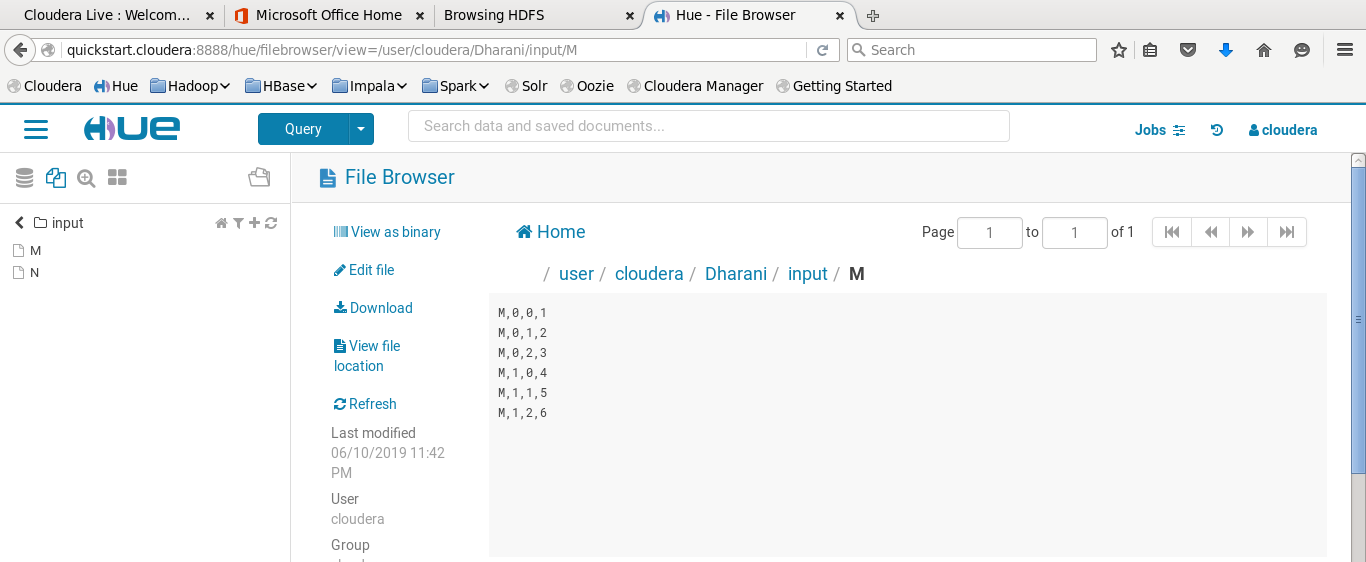 Cloudera Live : Welcom...
Microsoft Office Home
Browsing HDFS
Hue - File Browser
quickstart.cloudera:8888/hue/filebrowser/view=/user/cloudera/Dharani/input/M
Search
Cloudera
Hue
Hadoop
HBase
Impala
Spark
Solr
Oozie
Cloudera Manager
Getting Started
HUE
Query
Search data and saved documents...
Jobs
cloudera
File Browser
input
M
N
View as binary
Edit file
Download
View file
location
Refresh
Last modified
06/10/2019 11:42
PM
User
cloudera
Group
Home
Page 1 to 1 of 1
/ user / cloudera / Dharani / input / M
M,0,0,1
M,0,1,2
M,0,2,3
M,1,0,4
M,1,1,5
M,1,2,6